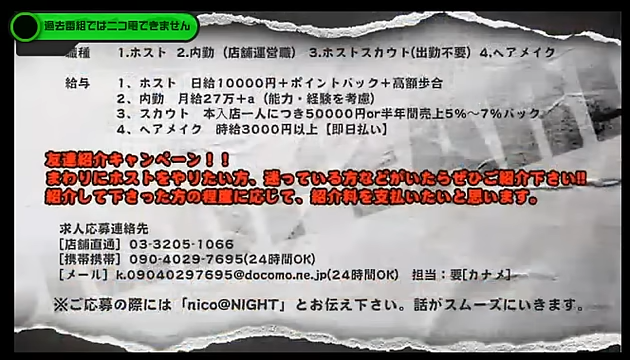 過去番組ではニコ電できません
職種 1.ホスト 2.内勤（店舗運営職） 3.ホストスカウト(出勤不要) 4.ヘアメイク
給与 1、ホスト 日給10000円＋ポイントバック＋高額歩合
2、内勤 月給27万＋a（能力・経験を考慮）
3、スカウト 本入店一人につき50000円or半年間売上5%〜7%バック
4、ヘアメイク 時給3000円以上【即日払い】
友達紹介キャンペーン！！
まわりにホストをやりたい方、迷っている方などがいたらぜひご紹介下さい!!
紹介して下さった方の程度に応じて、紹介料を支払いたいと思います。
求人応募連絡先
[店舗直通] 03-3205-1066
[携帯携帯] 090-4029-7695(24時間OK)
[メール] k.09040297695@docomo.ne.jp(24時間OK) 担当：要[カナメ]
※ご応募の際には「nico@NIGHT」とお伝え下さい。話がスムーズにいきます。